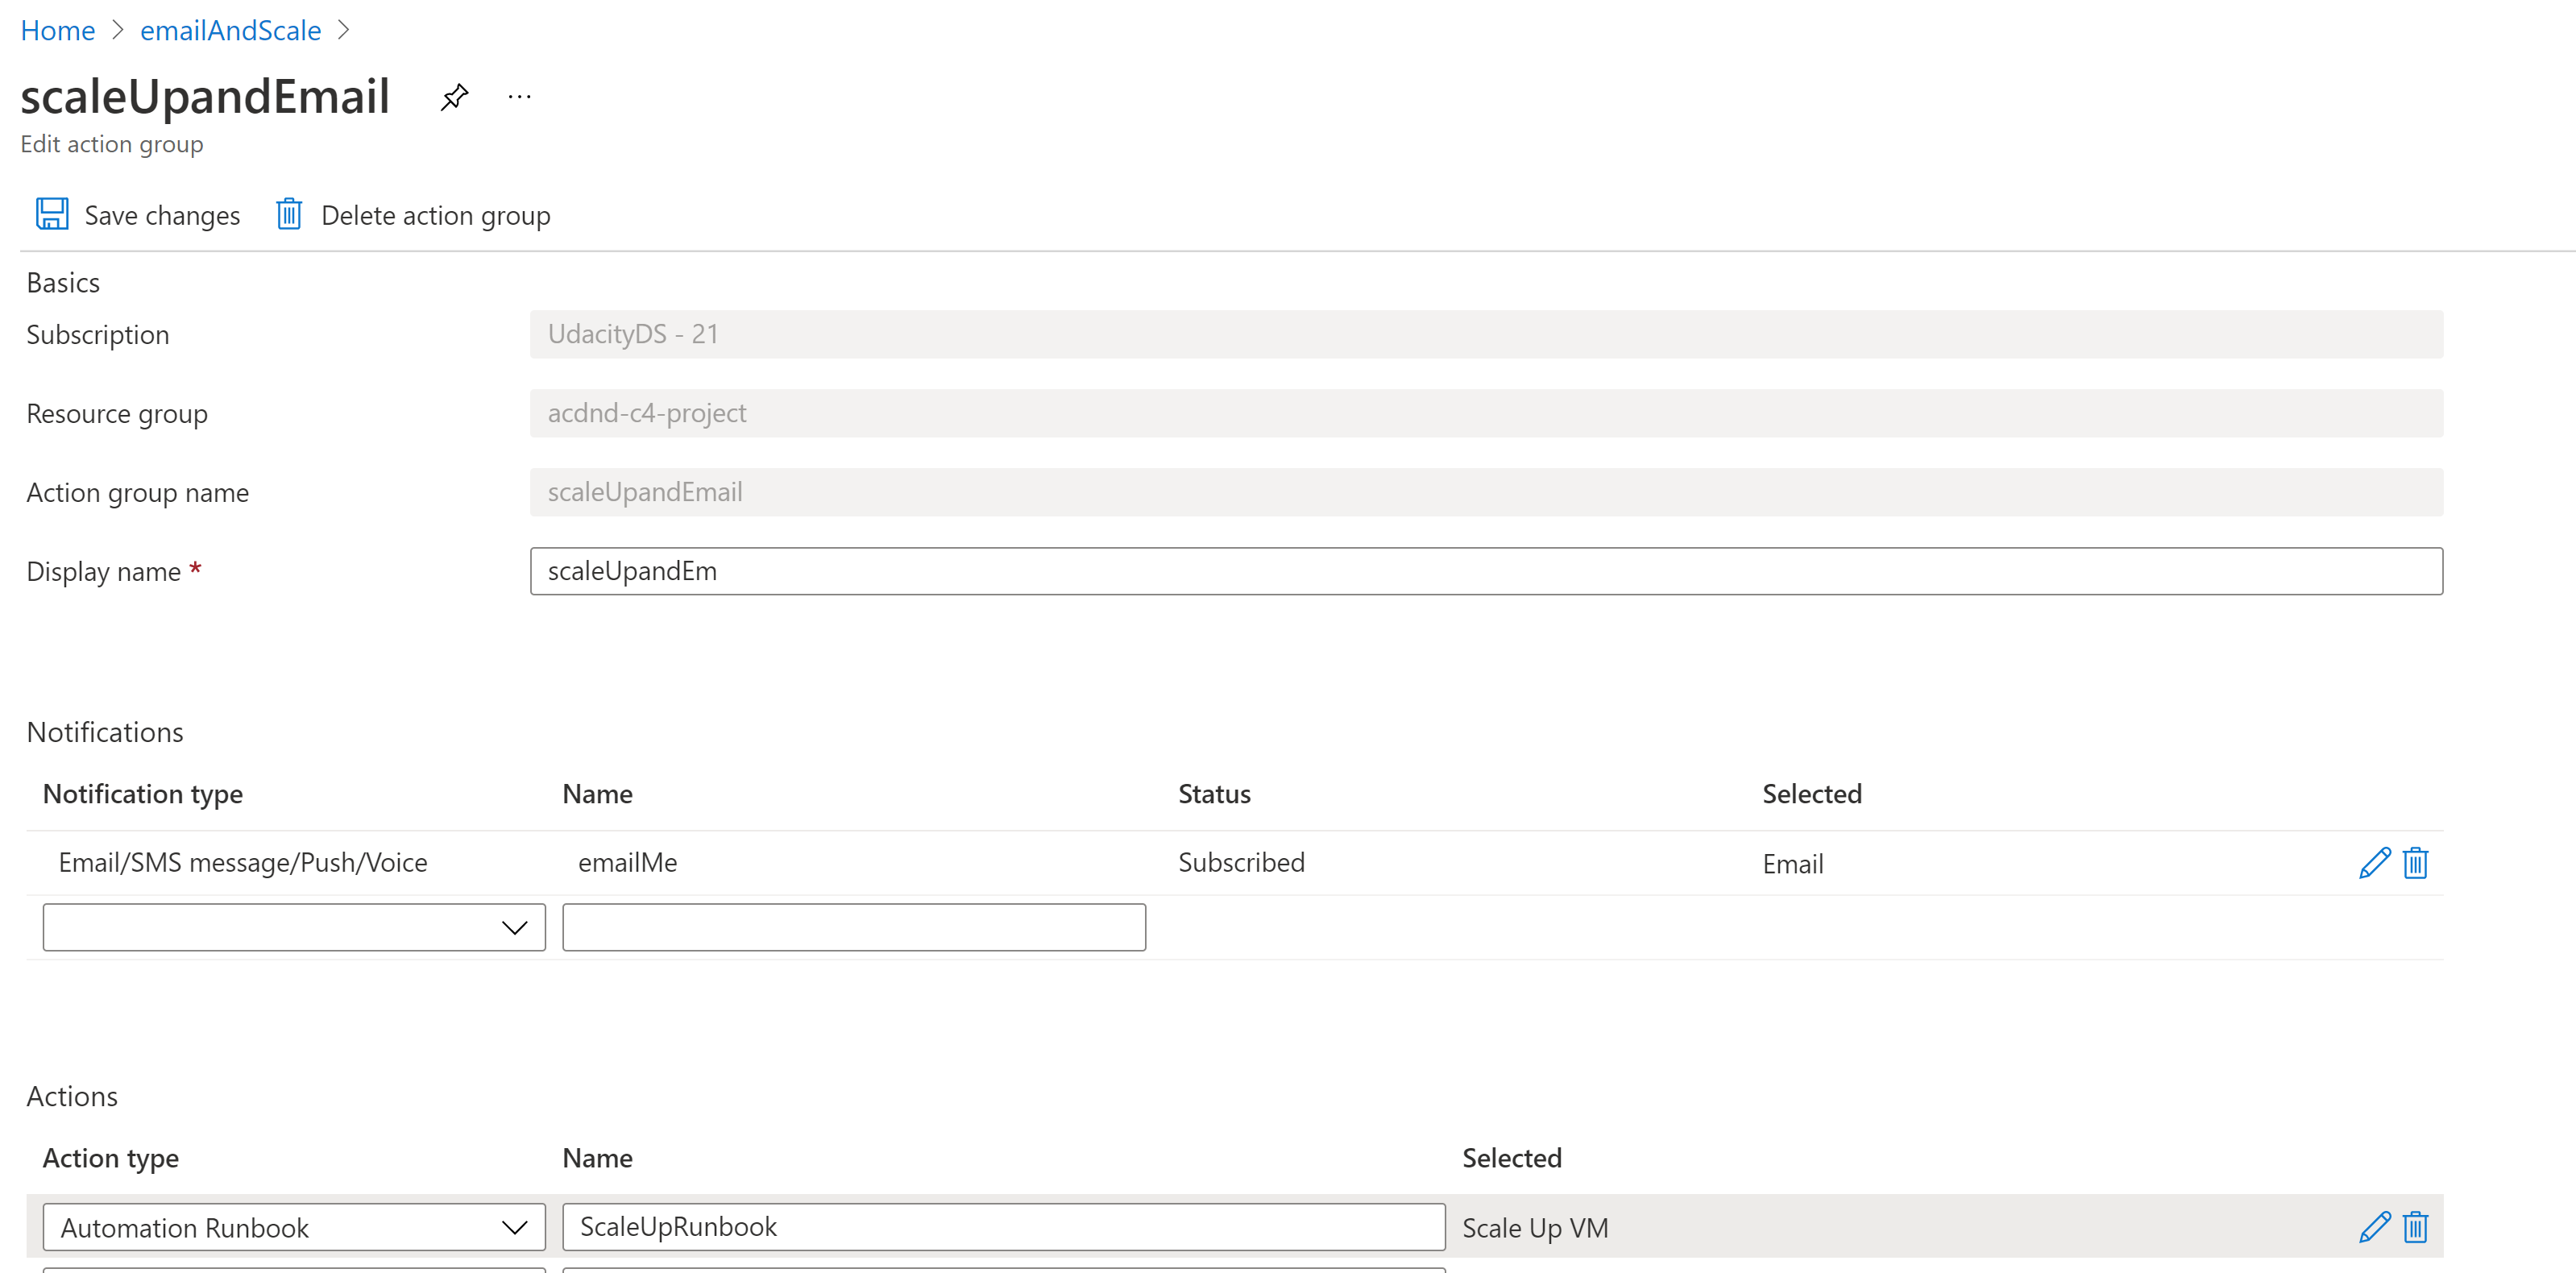 Home > emailAndScale >
scaleUpandEmail ...
Edit action group
Save changes Delete action group
Basics
Subscription UdacityDS - 21
Resource group acdnd-c4-project
Action group name scaleUpandEmail
Display name * scaleUpandEm
Notifications
Notification type Name Status Selected
Email/SMS message/Push/Voice emailMe Subscribed Email
Actions
Action type Name Selected
Automation Runbook ScaleUpRunbook Scale Up VM